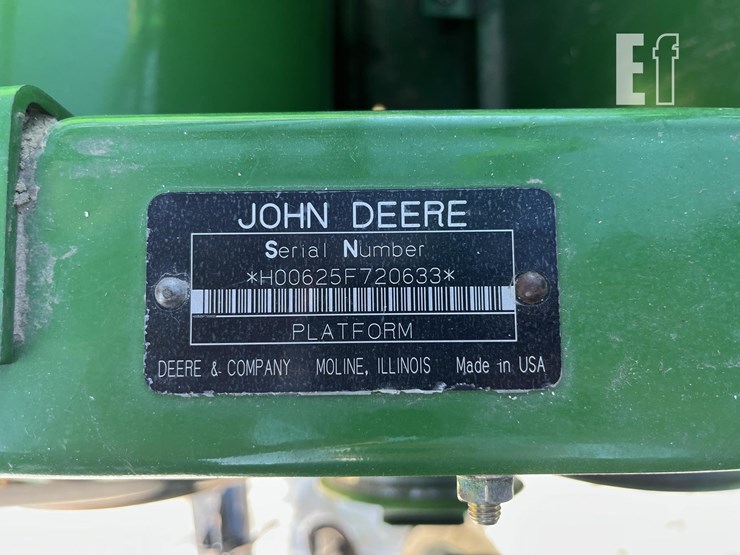 Ef
JOHN DEERE
Serial Number
*H00625F720633*
PLATFORM
DEERE & COMPANY MOLINE, ILLINOIS Made in USA